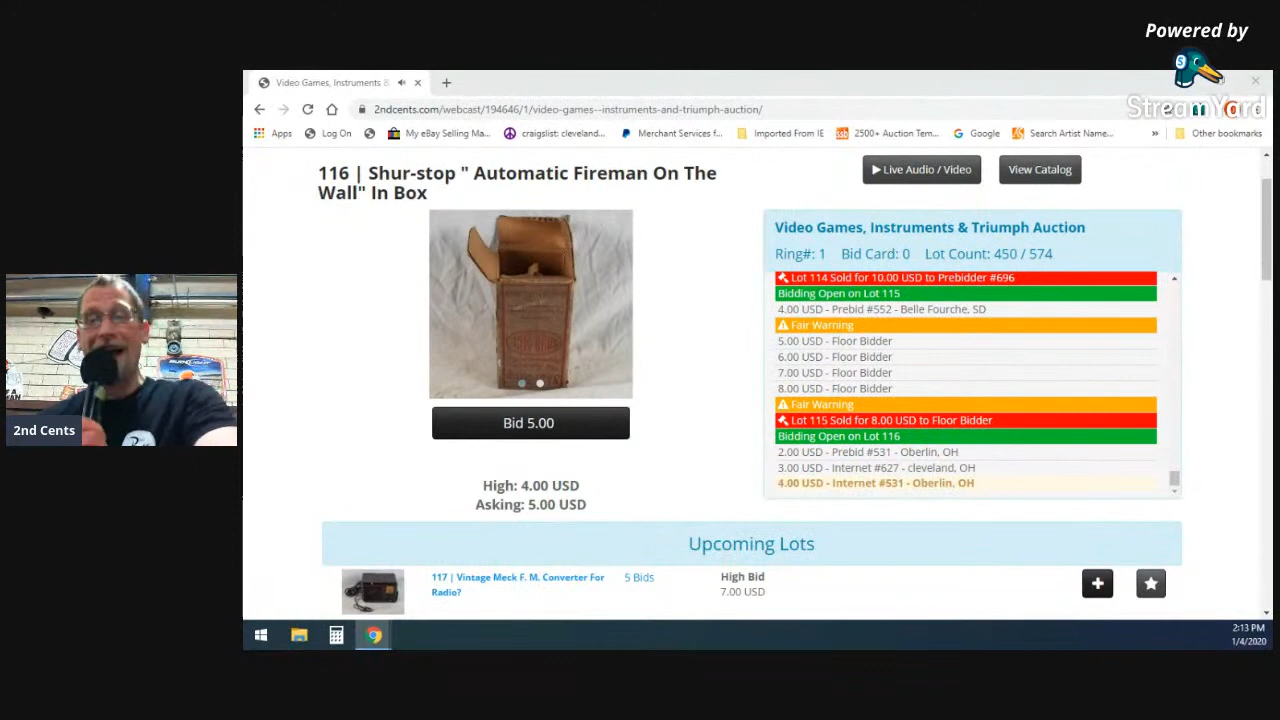 Powered by
StreamYard
Video Games, Instruments &
2ndcents.com/webcast/194646/1/video-games--instruments-and-triumph-auction/
Apps
Log On
My eBay Selling Ma...
craigslist: cleveland...
Merchant Services f...
Imported From IE
2500+ Auction Tem...
Google
Search Artist Name...
»
Other bookmarks
116 | Shur-stop " Automatic Fireman On The
Wall" In Box
Live Audio / Video
View Catalog
Video Games, Instruments & Triumph Auction
Ring#: 1 Bid Card: 0 Lot Count: 450 / 574
Lot 114 Sold for 10.00 USD to Prebidder #696
Bidding Open on Lot 115
4.00 USD - Prebid #552 - Belle Fourche, SD
Fair Warning
5.00 USD - Floor Bidder
6.00 USD - Floor Bidder
7.00 USD - Floor Bidder
8.00 USD - Floor Bidder
Fair Warning
Lot 115 Sold for 8.00 USD to Floor Bidder
Bidding Open on Lot 116
2.00 USD - Prebid #531 - Oberlin, OH
3.00 USD - Internet #627 - cleveland, OH
4.00 USD - Internet #531 - Oberlin, OH
Bid 5.00
High: 4.00 USD
Asking: 5.00 USD
2nd Cents
Upcoming Lots
117 | Vintage Meck F. M. Converter For
Radio?
5 Bids
High Bid
7.00 USD
2:13 PM
1/4/2020